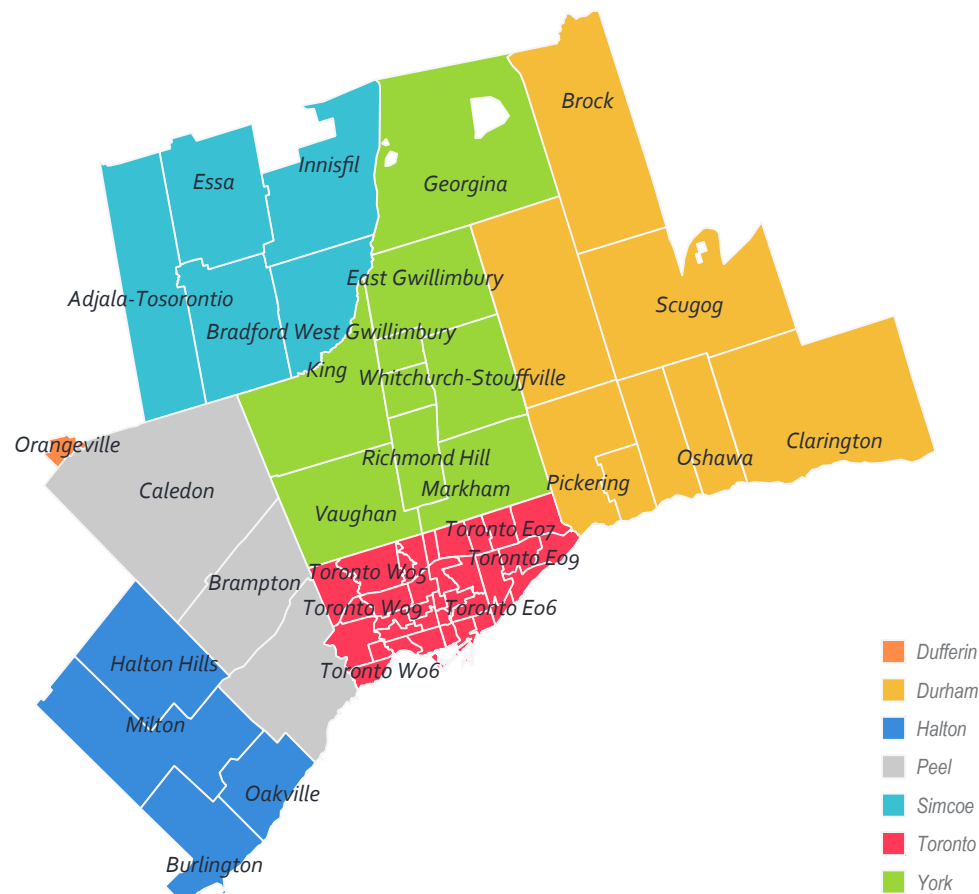 Brock
Innisfil
Essa
Georgina
East Gwillimbury
Adjala-Tosorontio
Scugog
Bradford West Gwillimbury
King
Whitchurch-Stouffville
Orangeville
Clarington
Richmond Hill
Oshawa
Caledon
Pickering
Markham
Vaughan
Toronto E07
Toronto E09
Toronto W05
Brampton
Toronto W09
Toronto E06
Halton Hills
Toronto W06
Milton
Oakville
Burlington
Dufferin
Durham
Halton
Peel
Simcoe
Toronto
York